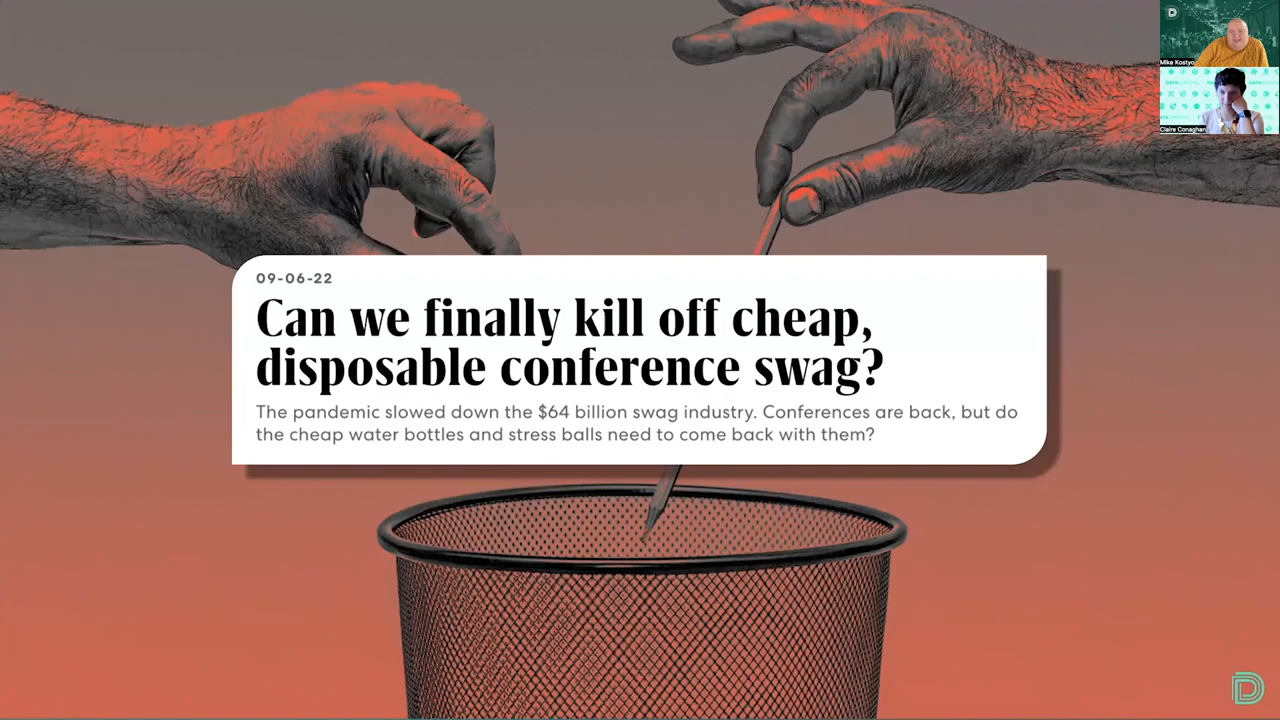 Mike Kostyo
Claire Conaghan
09-06-22
Can we finally kill off cheap,
disposable conference swag?
The pandemic slowed down the $64 billion swag industry. Conferences are back, but do
the cheap water bottles and stress balls need to come back with them?